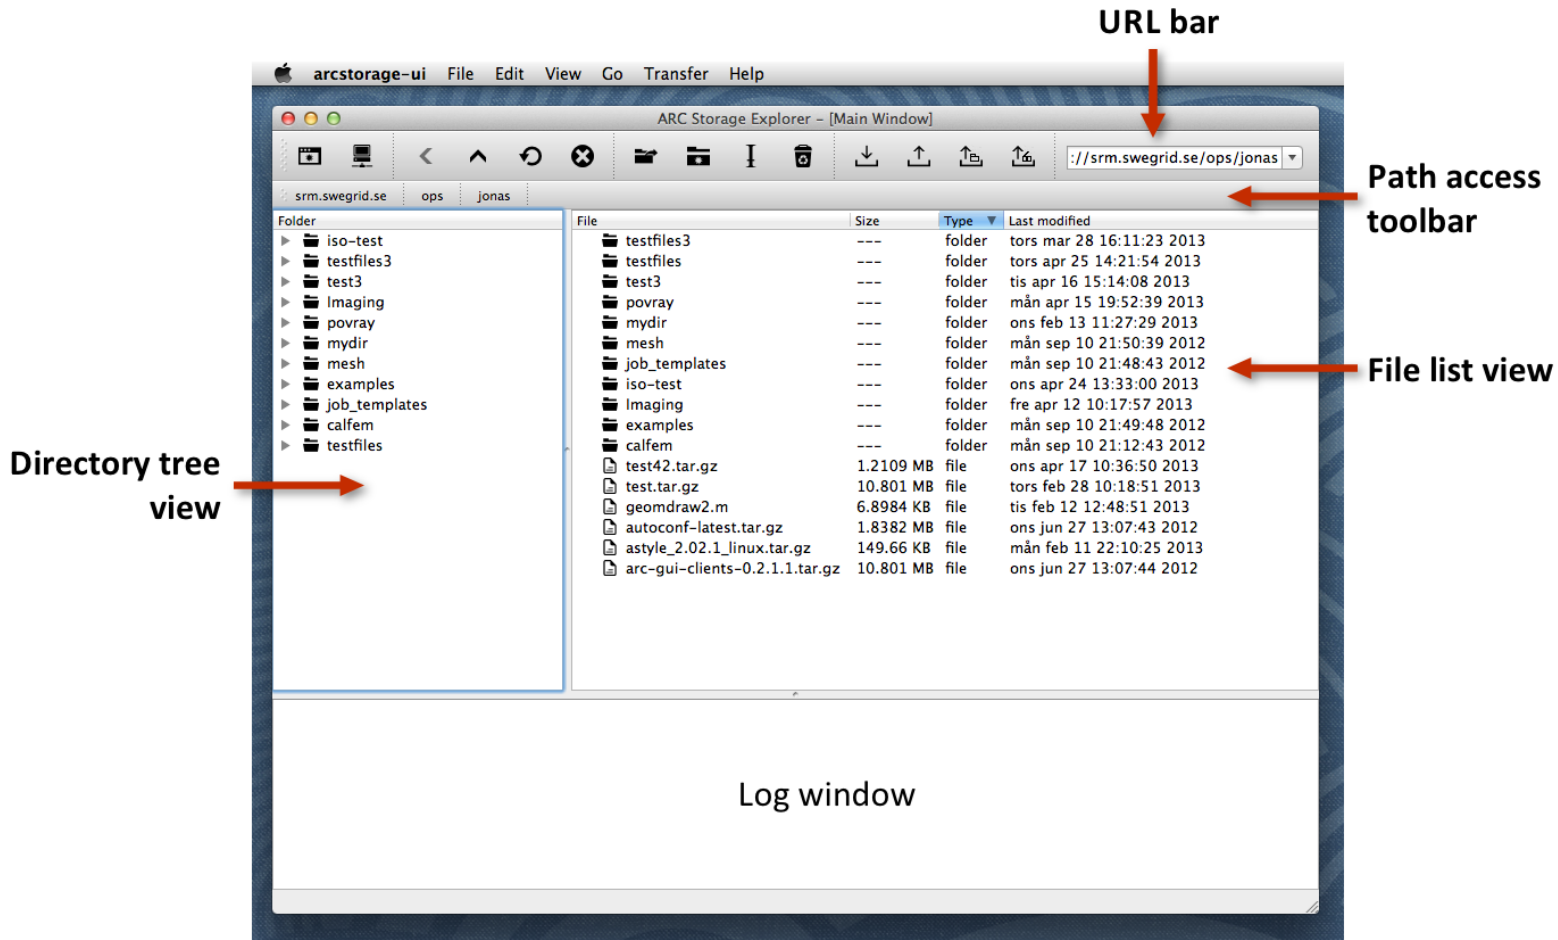 URL bar
arcstorage-ui File Edit View Go Transfer Help
ARC Storage Explorer – [Main Window]
://srm.swegrid.se/ops/jonas
Path access
toolbar
srm.swegrid.se ops jonas
Folder
iso-test
testfiles3
test3
Imaging
povray
mydir
mesh
examples
job_templates
calfem
testfiles
File Size Type Last modified
testfiles3 --- folder tors mar 28 16:11:23 2013
testfiles --- folder tors apr 25 14:21:54 2013
test3 --- folder tis apr 16 15:14:08 2013
povray --- folder mån apr 15 19:52:39 2013
mydir --- folder ons feb 13 11:27:29 2013
mesh --- folder mån sep 10 21:50:39 2012
job_templates --- folder mån sep 10 21:48:43 2012
iso-test --- folder ons apr 24 13:33:00 2013
Imaging --- folder fre apr 12 10:17:57 2013
examples --- folder mån sep 10 21:49:48 2012
calfem --- folder mån sep 10 21:12:43 2012
test42.tar.gz 1.2109 MB file ons apr 17 10:36:50 2013
test.tar.gz 10.801 MB file tors feb 28 10:18:51 2013
geomdraw2.m 6.8984 KB file tis feb 12 12:48:51 2013
autoconf-latest.tar.gz 1.8382 MB file ons jun 27 13:07:43 2012
astyle_2.02.1_linux.tar.gz 149.66 KB file mån feb 11 22:10:25 2013
arc-gui-clients-0.2.1.1.tar.gz 10.801 MB file ons jun 27 13:07:44 2012
File list view
Directory tree
view
Log window